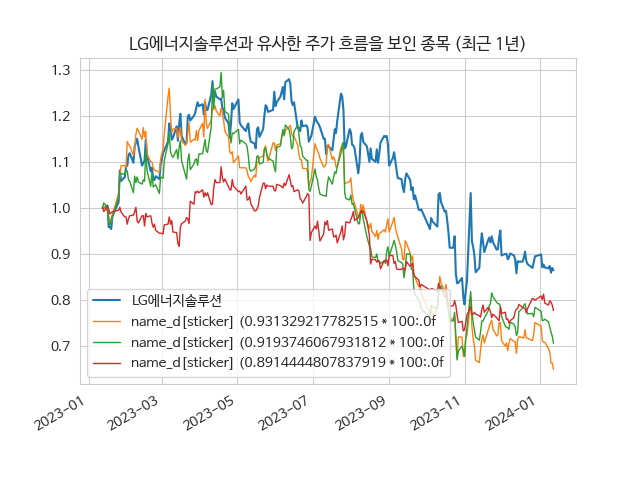 LG에너지솔루션과 유사한 주가 흐름을 보인 종목 (최근 1년)
1.3
1.2
1.1
1.0
0.9
0.8
0.7
LG에너지솔루션
name_d[sticker] (0.931329217782515 * 100:.0f
name_d[sticker] (0.9193746067931812 * 100:.0f
name_d[sticker] (0.8914444807837919 * 100:.0f
2023-01
2023-03
2023-05
2023-07
2023-09
2023-11
2024-01